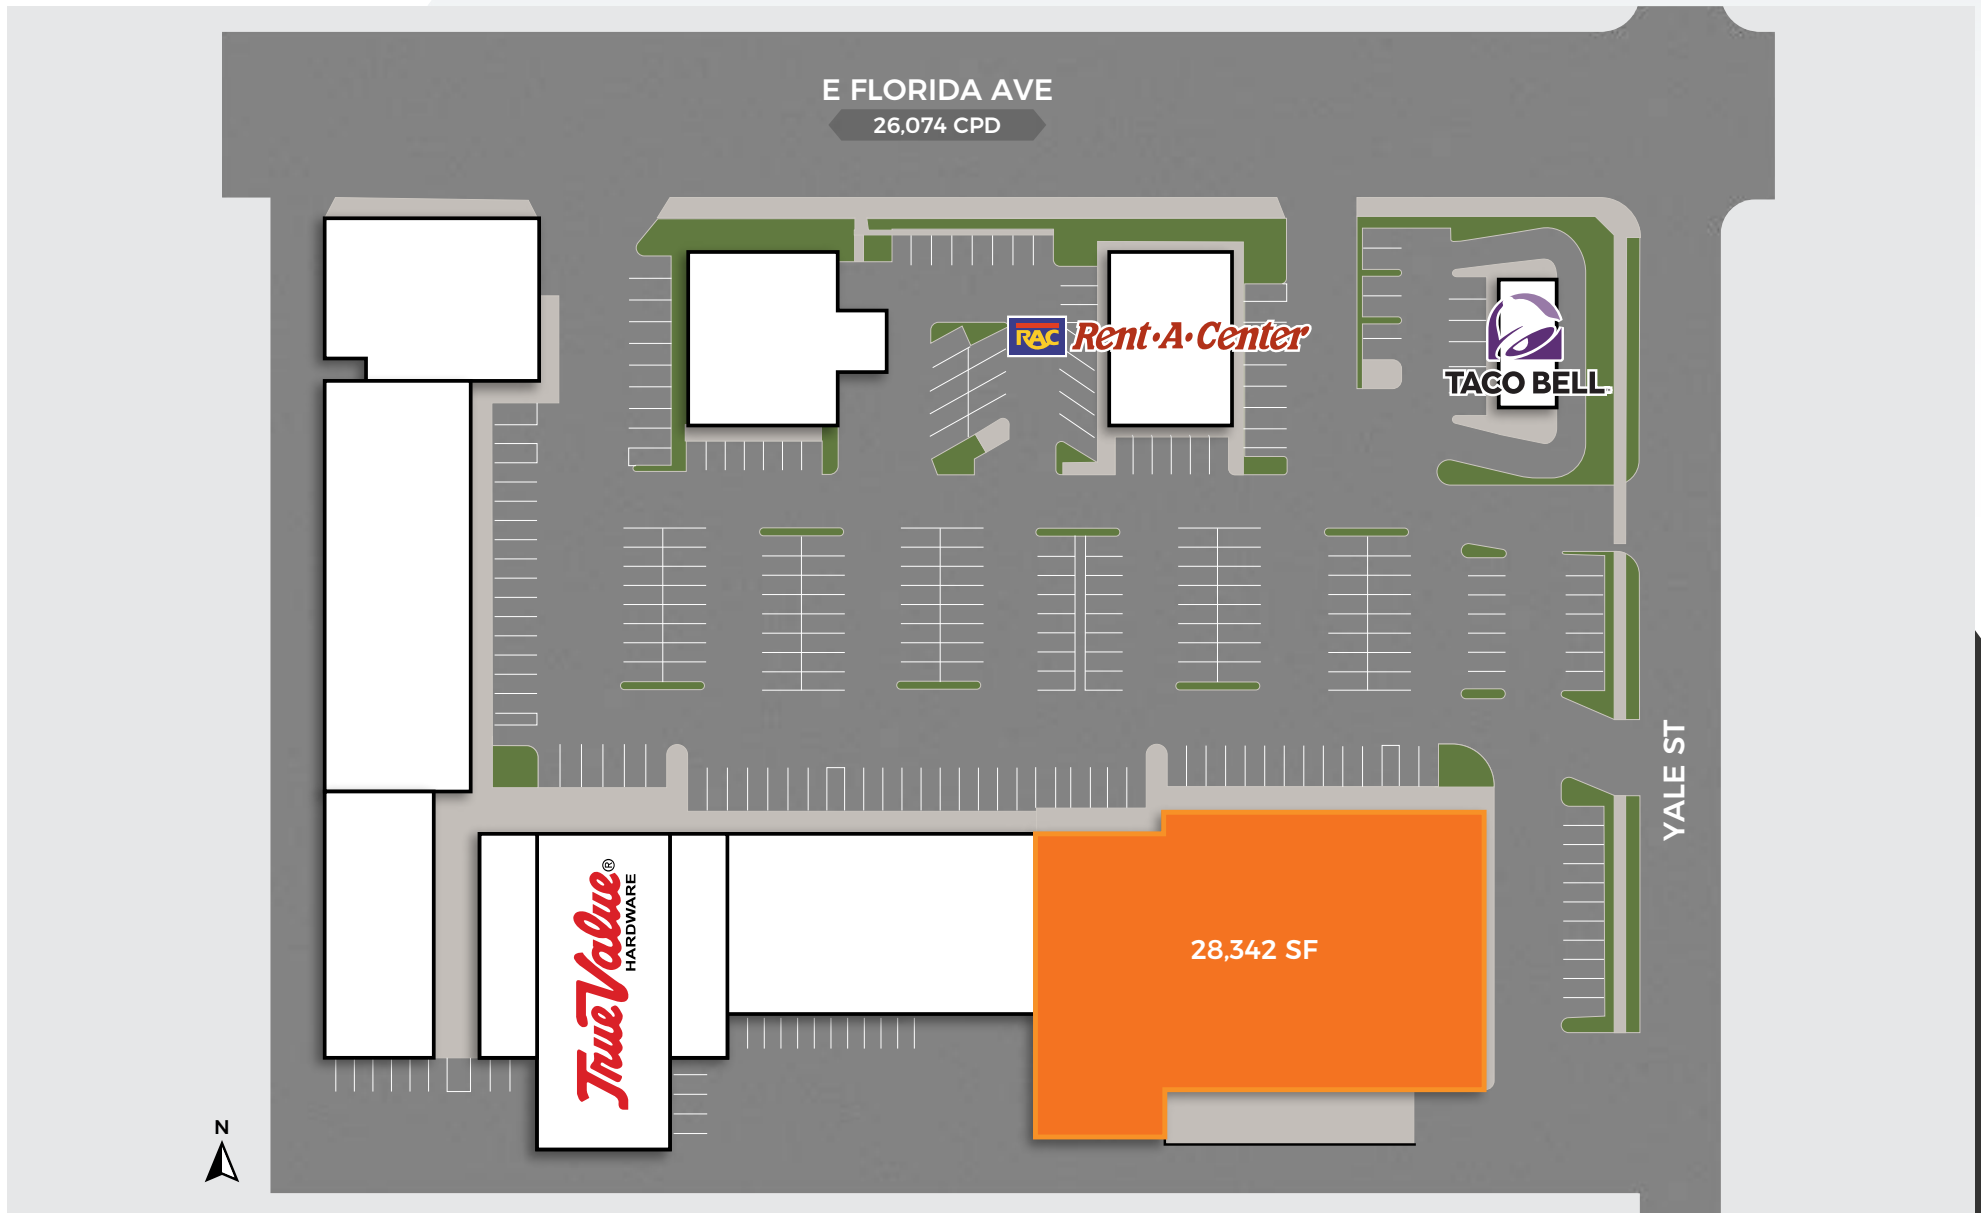 E FLORIDA AVE
26,074 CPD
RAC Rent·A·Center
TACO BELL
YALE ST
True Value®
HARDWARE
28,342 SF
N